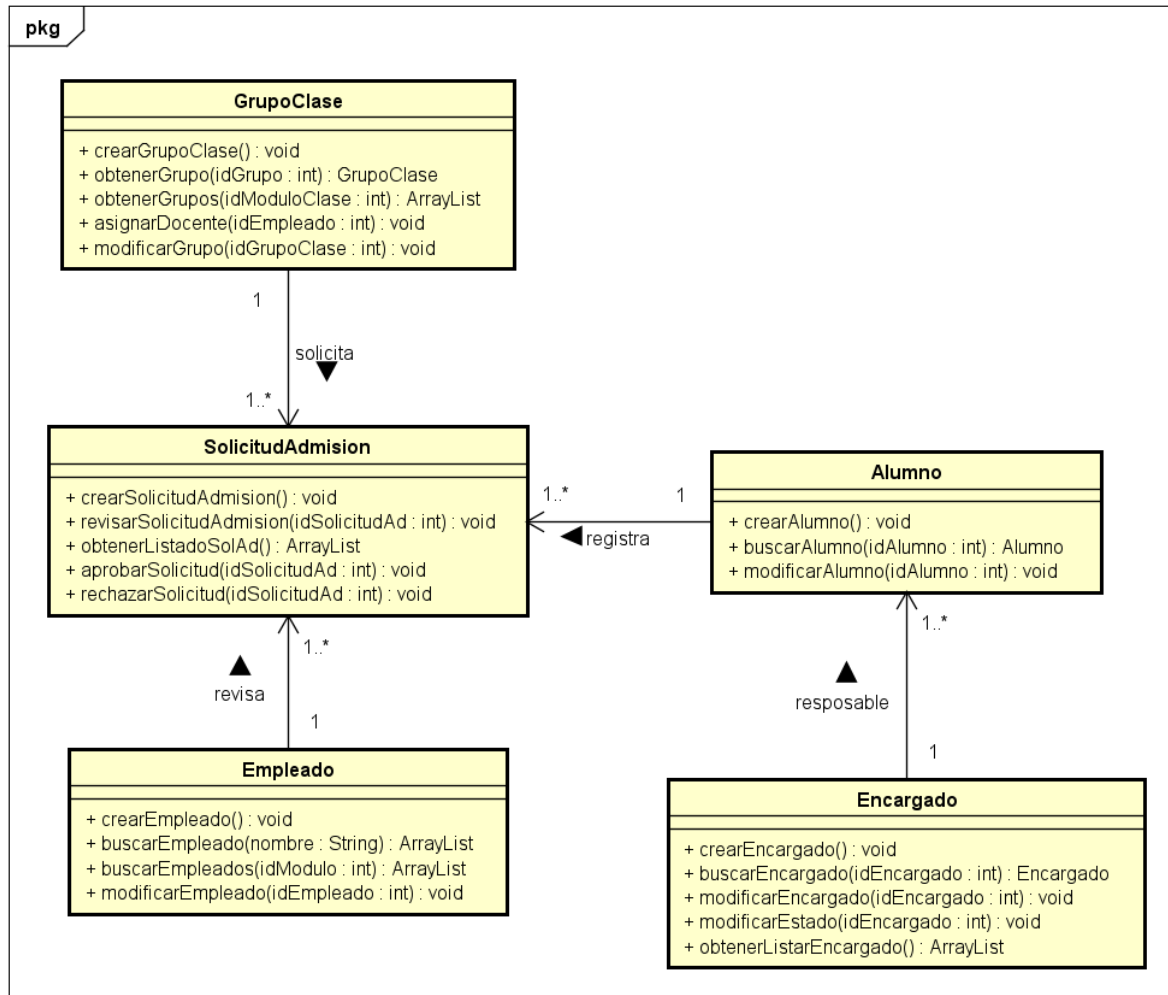 pkg
GrupoClase
+ crearGrupoClase() : void
+ obtenerGrupo(idGrupo : int) : GrupoClase
+ obtenerGrupos(idModuloClase : int) : ArrayList
+ asignarDocente(idEmpleado : int) : void
+ modificarGrupo(idGrupoClase : int) : void
1
solicita
1..*
SolicitudAdmision
+ crearSolicitudAdmision() : void
+ revisarSolicitudAdmision(idSolicitudAd : int) : void
+ obtenerListadoSolAd() : ArrayList
+ aprobarSolicitud(idSolicitudAd : int) : void
+ rechazarSolicitud(idSolicitudAd : int) : void
1..*
1
registra
Alumno
+ crearAlumno() : void
+ buscarAlumno(idAlumno : int) : Alumno
+ modificarAlumno(idAlumno : int) : void
1..*
revisa
1
1..*
resposable
1
Empleado
+ crearEmpleado() : void
+ buscarEmpleado(nombre : String) : ArrayList
+ buscarEmpleados(idModulo : int) : ArrayList
+ modificarEmpleado(idEmpleado : int) : void
Encargado
+ crearEncargado() : void
+ buscarEncargado(idEncargado : int) : Encargado
+ modificarEncargado(idEncargado : int) : void
+ modificarEstado(idEncargado : int) : void
+ obtenerListarEncargado() : ArrayList